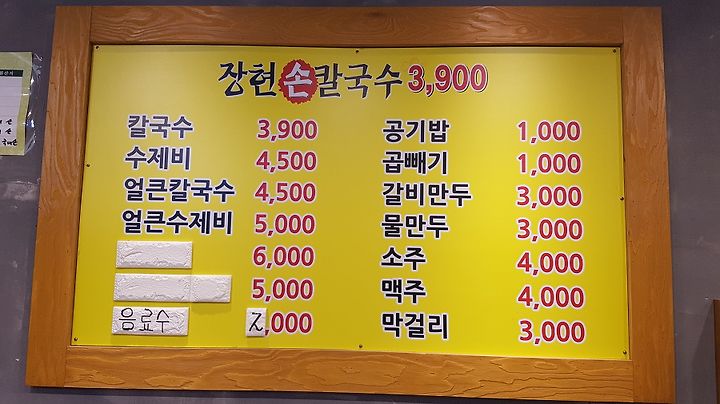 장현손칼국수 3,900
칼국수 3,900
수제비 4,500
얼큰칼국수 4,500
얼큰수제비 5,000
6,000
5,000
음료수 2,000
공기밥 1,000
곱빼기 1,000
갈비만두 3,000
물만두 3,000
소주 4,000
맥주 4,000
막걸리 3,000